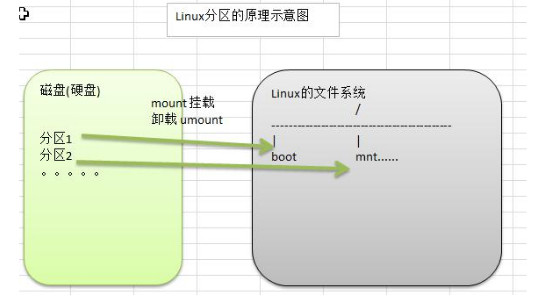 Linux分区的原理示意图
磁盘(硬盘)
mount 挂载
卸载 umount
分区1
分区2
。。。。。
Linux的文件系统
/
----------------------------------------------
| |
boot mnt......